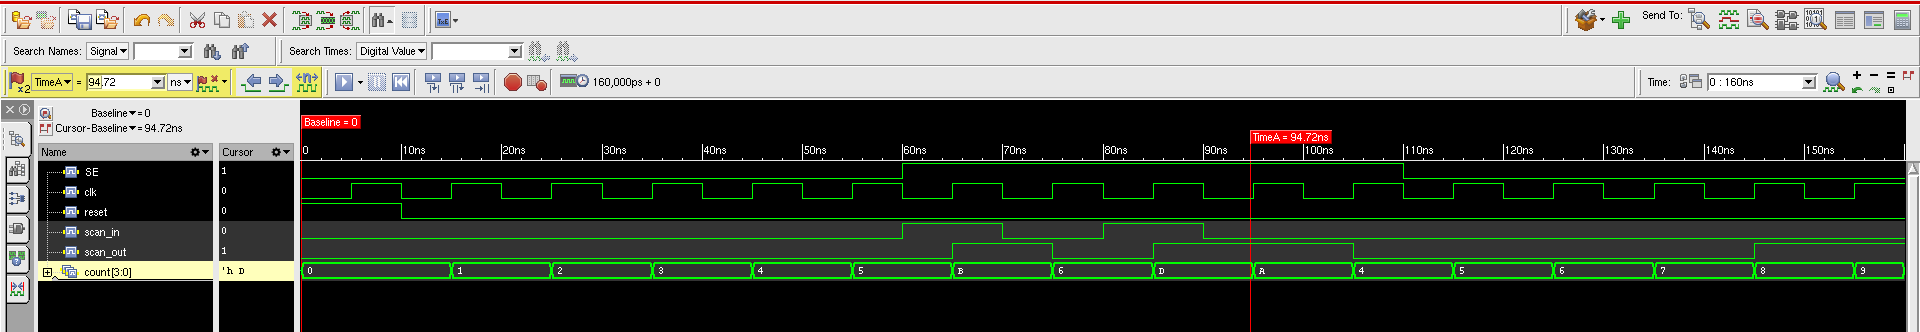 Send To:
Search Names: Signal Search Times: Digital Value
x2 TimeA = 94.72 ns 160,000ps + 0 Time: 0 : 160ns
Baseline = 0
Cursor-Baseline = 94.72ns
Baseline = 0
TimeA = 94.72ns
Name Cursor 0 10ns 20ns 30ns 40ns 50ns 60ns 70ns 80ns 90ns 100ns 110ns 120ns 130ns 140ns 150ns
SE 1
clk 0
reset 0
scan_in 0
scan_out 1
count[3:0] 'h D 0 1 2 3 4 5 B 6 D A 4 5 6 7 8 9